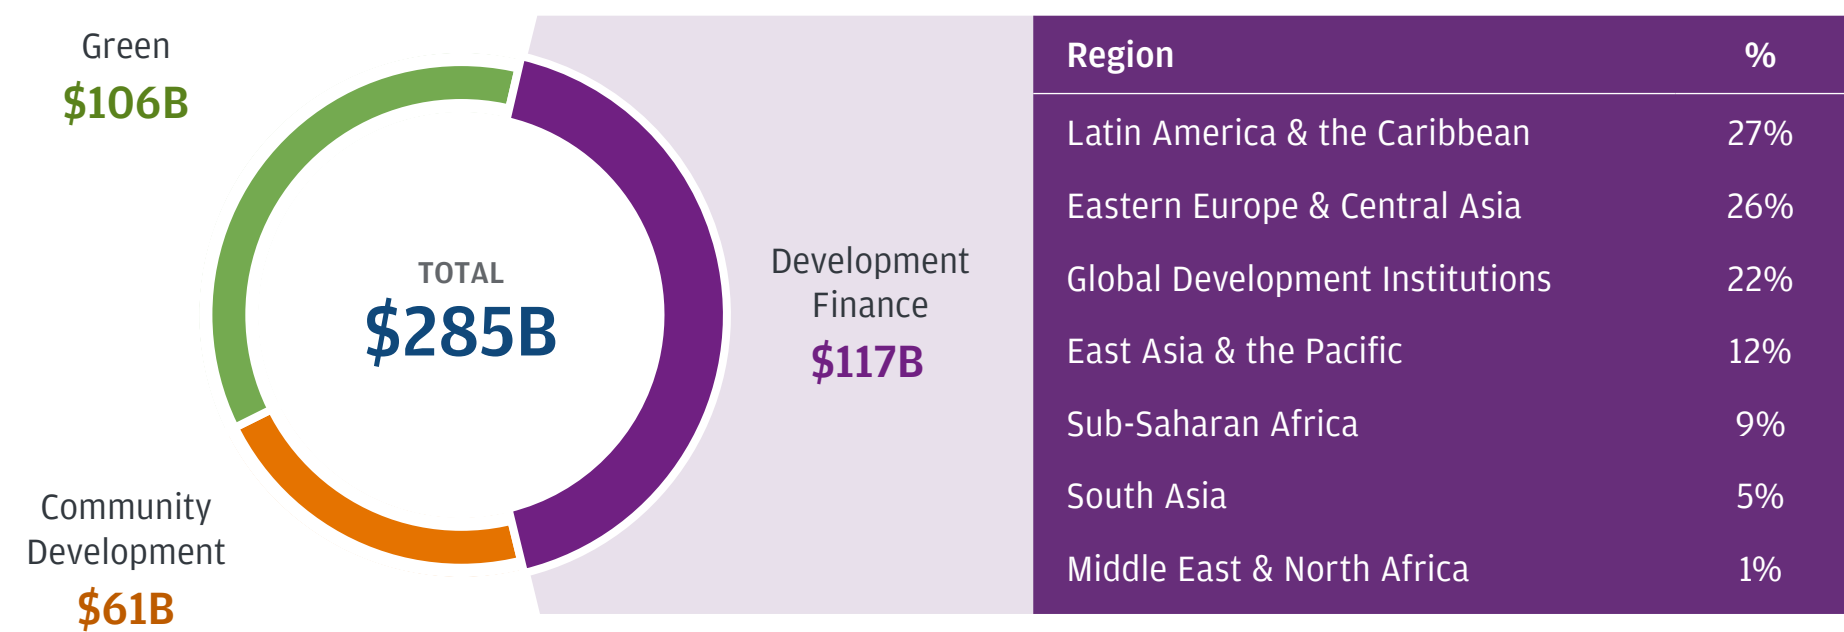 Green
$106B
TOTAL
$285B
Community
Development
$61B
Development
Finance
$117B
Region %
Latin America & the Caribbean 27%
Eastern Europe & Central Asia 26%
Global Development Institutions 22%
East Asia & the Pacific 12%
Sub-Saharan Africa 9%
South Asia 5%
Middle East & North Africa 1%